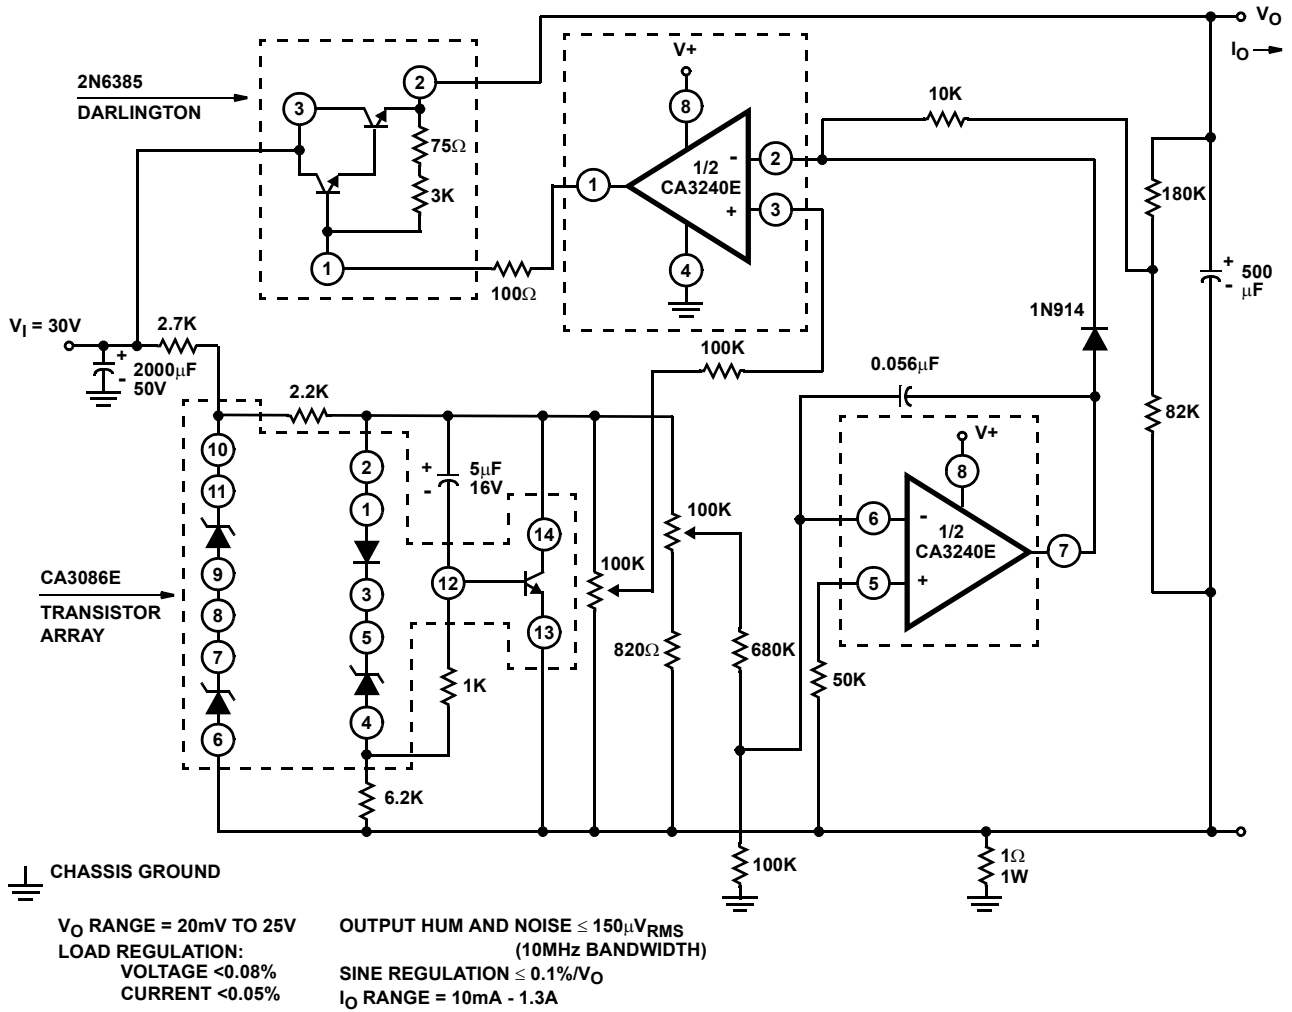 V_O
I_O
2N6385
DARLINGTON
3
2
75Ω
3K
1
100Ω
V+
8
1/2
CA3240E
-
+
1
2
3
4
10K
180K
+
-
500
μF
82K
1N914
V_I = 30V
2.7K
+
-
2000μF
50V
2.2K
100K
0.056μF
10
11
9
8
7
6
2
1
3
5
4
+
-
5μF
16V
12
14
13
CA3086E
TRANSISTOR
ARRAY
1K
6.2K
100K
100K
820Ω
680K
100K
V+
8
6
5
-
+
1/2
CA3240E
7
50K
1Ω
1W
CHASSIS GROUND
V_O RANGE = 20mV TO 25V
LOAD REGULATION:
VOLTAGE <0.08%
CURRENT <0.05%
OUTPUT HUM AND NOISE ≤ 150μV_RMS
(10MHz BANDWIDTH)
SINE REGULATION ≤ 0.1%/V_O
I_O RANGE = 10mA - 1.3A